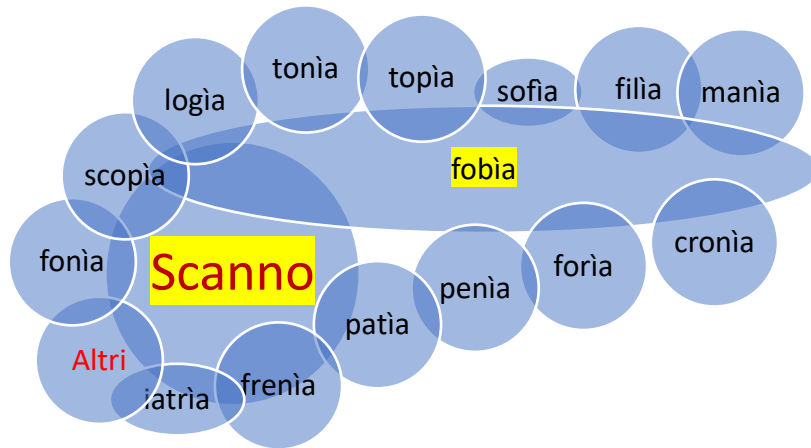 tonìa
topìa
logìa
sofìa
filìa
manìa
scopìa
fobìa
fonìa
Scanno
cronìa
forìa
penìa
patìa
Altri
iatrìa
frenìa